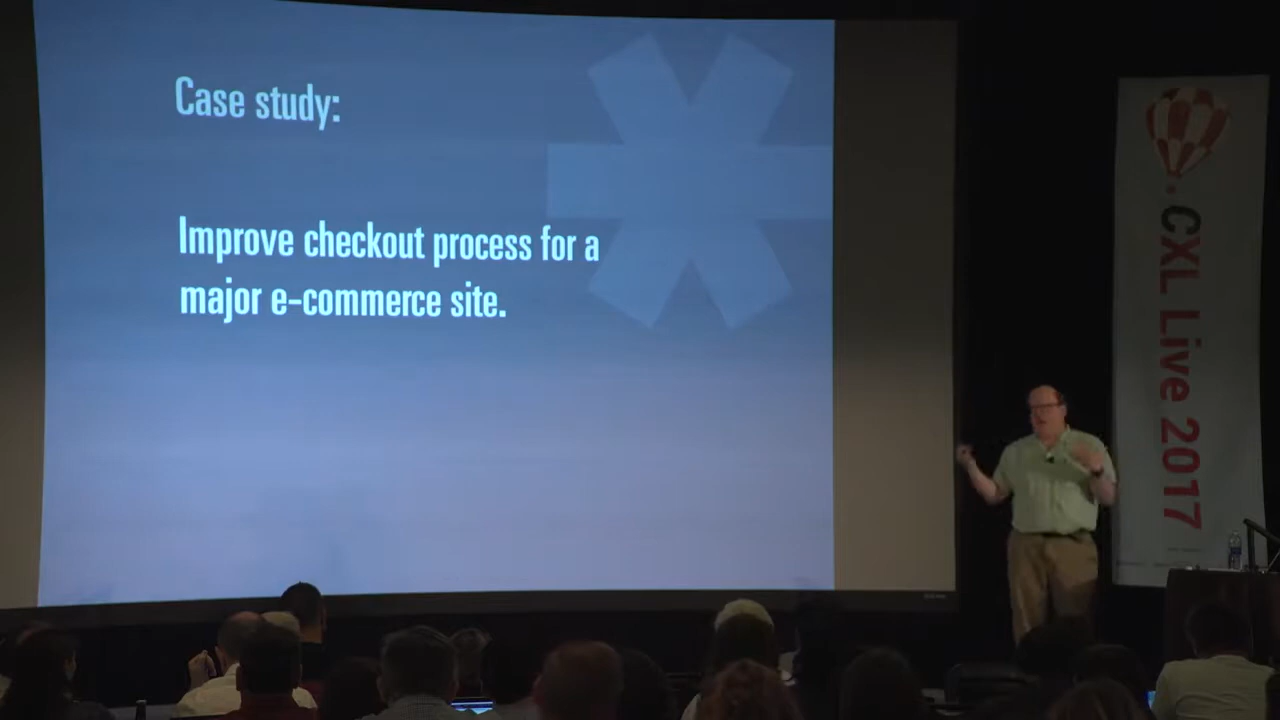 Case study:
Improve checkout process for a
major e-commerce site.
CXL Live 2017